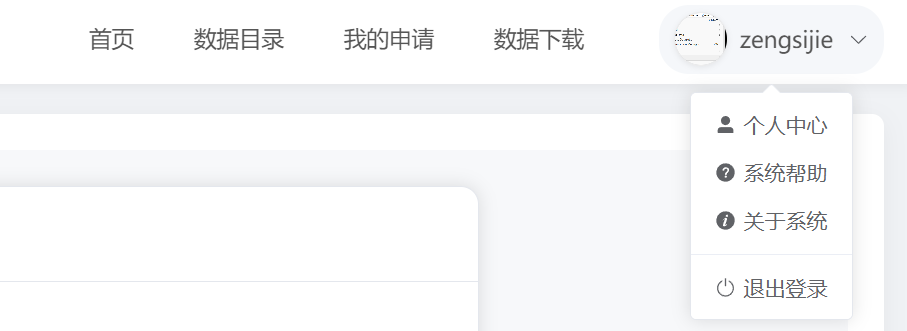 首页 数据目录 我的申请 数据下载 zengsijie
个人中心
系统帮助
关于系统
退出登录